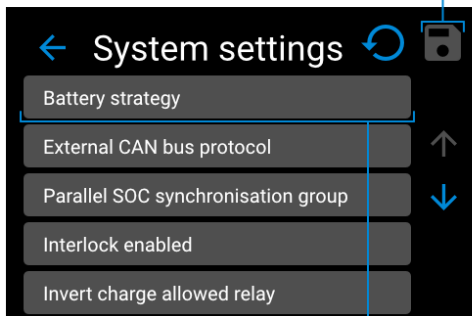 System settings
Battery strategy
External CAN bus protocol
Parallel SOC synchronisation group
Interlock enabled
Invert charge allowed relay